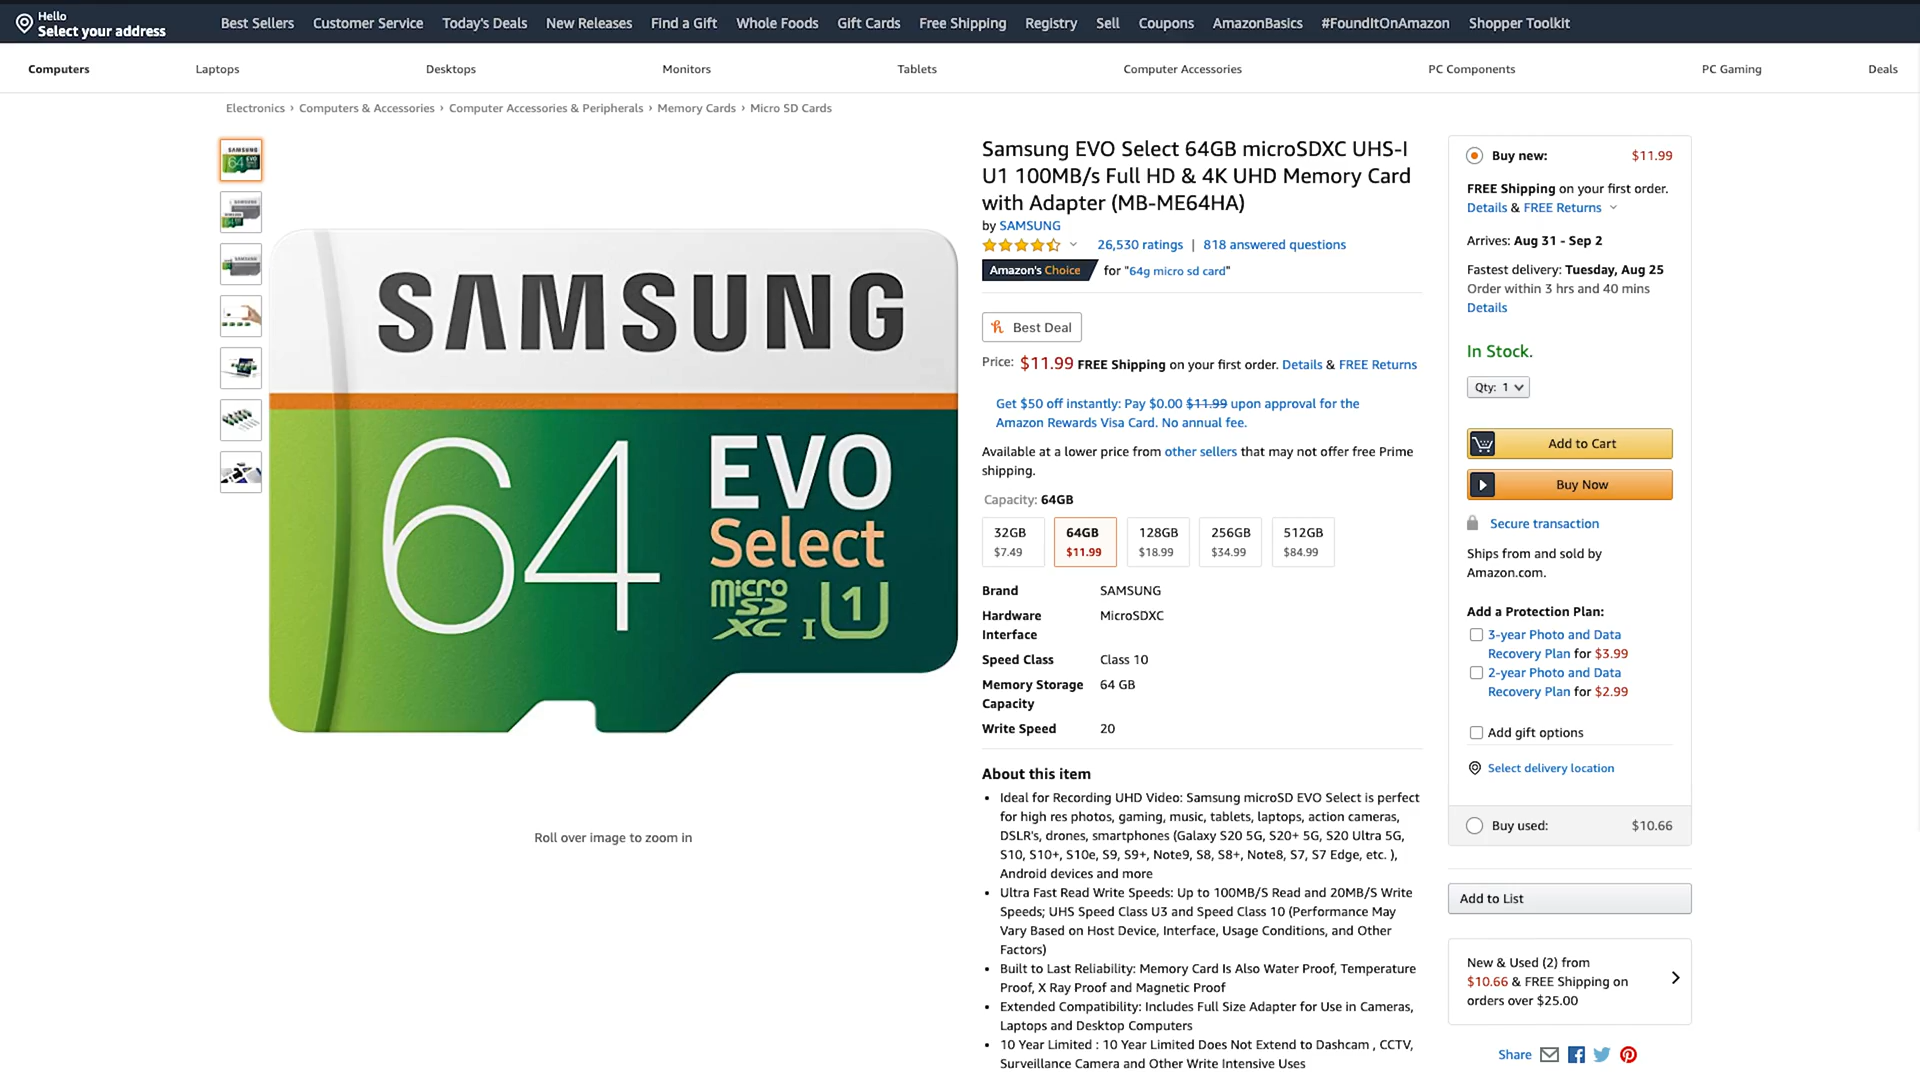 Hello
Select your address
Best Sellers Customer Service Today's Deals New Releases Find a Gift Whole Foods Gift Cards Free Shipping Registry Sell Coupons AmazonBasics #FoundItOnAmazon Shopper Toolkit
Computers Laptops Desktops Monitors Tablets Computer Accessories PC Components PC Gaming Deals
Electronics › Computers & Accessories › Computer Accessories & Peripherals › Memory Cards › Micro SD Cards
SAMSUNG
64
EVO
Select
micro
SD
XC I U1
Roll over image to zoom in
Samsung EVO Select 64GB microSDXC UHS-I
U1 100MB/s Full HD & 4K UHD Memory Card
with Adapter (MB-ME64HA)
by SAMSUNG
26,530 ratings | 818 answered questions
Amazon's Choice for "64g micro sd card"
Best Deal
Price: $11.99 FREE Shipping on your first order. Details & FREE Returns
Get $50 off instantly: Pay $0.00 $11.99 upon approval for the
Amazon Rewards Visa Card. No annual fee.
Available at a lower price from other sellers that may not offer free Prime
shipping.
Capacity: 64GB
32GB 64GB 128GB 256GB 512GB
$7.49 $11.99 $18.99 $34.99 $84.99
Brand SAMSUNG
Hardware MicroSDXC
Interface
Speed Class Class 10
Memory Storage 64 GB
Capacity
Write Speed 20
About this item
• Ideal for Recording UHD Video: Samsung microSD EVO Select is perfect
for high res photos, gaming, music, tablets, laptops, action cameras,
DSLR's, drones, smartphones (Galaxy S20 5G, S20+ 5G, S20 Ultra 5G,
S10, S10+, S10e, S9, S9+, Note9, S8, S8+, Note8, S7, S7 Edge, etc. ),
Android devices and more
• Ultra Fast Read Write Speeds: Up to 100MB/S Read and 20MB/S Write
Speeds; UHS Speed Class U3 and Speed Class 10 (Performance May
Vary Based on Host Device, Interface, Usage Conditions, and Other
Factors)
• Built to Last Reliability: Memory Card Is Also Water Proof, Temperature
Proof, X Ray Proof and Magnetic Proof
• Extended Compatibility: Includes Full Size Adapter for Use in Cameras,
Laptops and Desktop Computers
• 10 Year Limited : 10 Year Limited Does Not Extend to Dashcam , CCTV,
Surveillance Camera and Other Write Intensive Uses
Buy new: $11.99
FREE Shipping on your first order.
Details & FREE Returns
Arrives: Aug 31 - Sep 2
Fastest delivery: Tuesday, Aug 25
Order within 3 hrs and 40 mins
Details
In Stock.
Qty: 1
Add to Cart
Buy Now
Secure transaction
Ships from and sold by
Amazon.com.
Add a Protection Plan:
3-year Photo and Data
Recovery Plan for $3.99
2-year Photo and Data
Recovery Plan for $2.99
Add gift options
Select delivery location
Buy used: $10.66
Add to List
New & Used (2) from
$10.66 & FREE Shipping on
orders over $25.00
Share